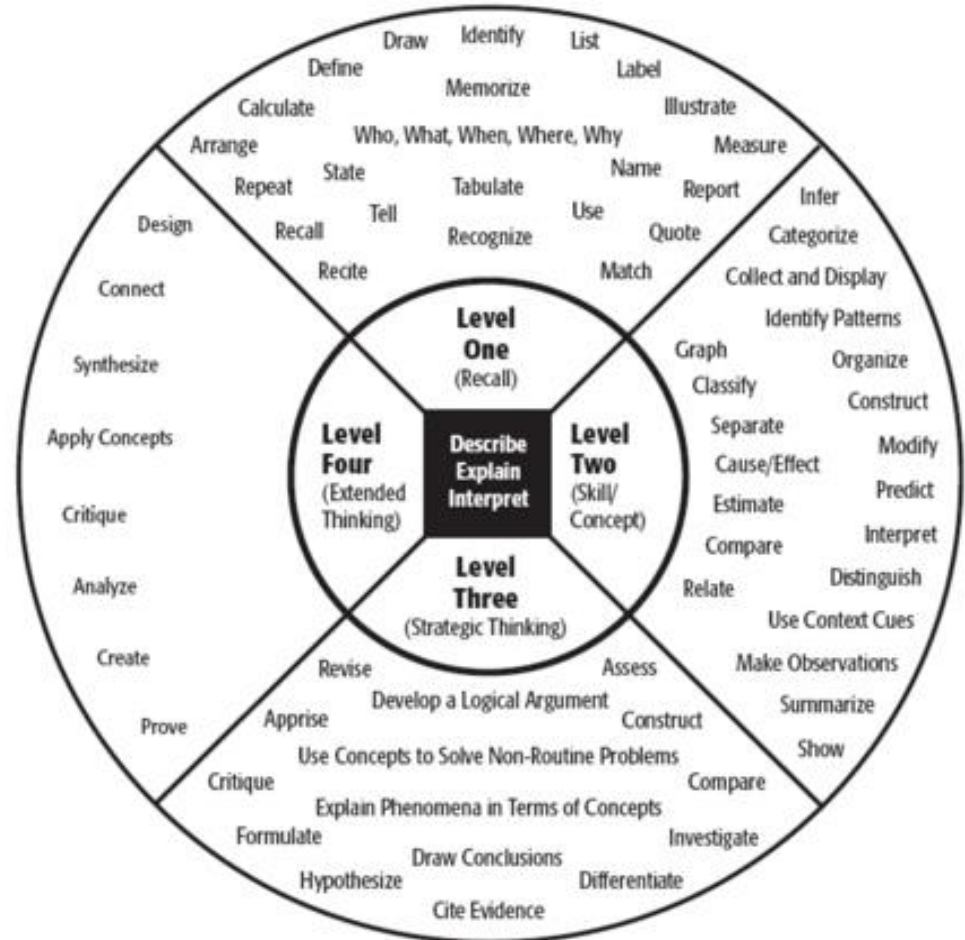 Draw
Identify
List
Define
Label
Memorize
Calculate
Illustrate
Who, What, When, Where, Why
Arrange
Measure
State
Name
Repeat
Tabulate
Report
Tell
Use
Recall
Recognize
Quote
Recite
Match
Level
One
(Recall)
Infer
Categorize
Collect and Display
Identify Patterns
Graph
Organize
Classify
Construct
Separate
Modify
Cause/Effect
Predict
Estimate
Interpret
Compare
Distinguish
Relate
Use Context Cues
Make Observations
Summarize
Show
Level
Two
(Skill/
Concept)
Describe
Explain
Interpret
Level
Three
(Strategic Thinking)
Revise
Assess
Develop a Logical Argument
Apprise
Construct
Use Concepts to Solve Non-Routine Problems
Critique
Compare
Explain Phenomena in Terms of Concepts
Formulate
Investigate
Draw Conclusions
Hypothesize
Differentiate
Cite Evidence
Level
Four
(Extended
Thinking)
Design
Connect
Synthesize
Apply Concepts
Critique
Analyze
Create
Prove